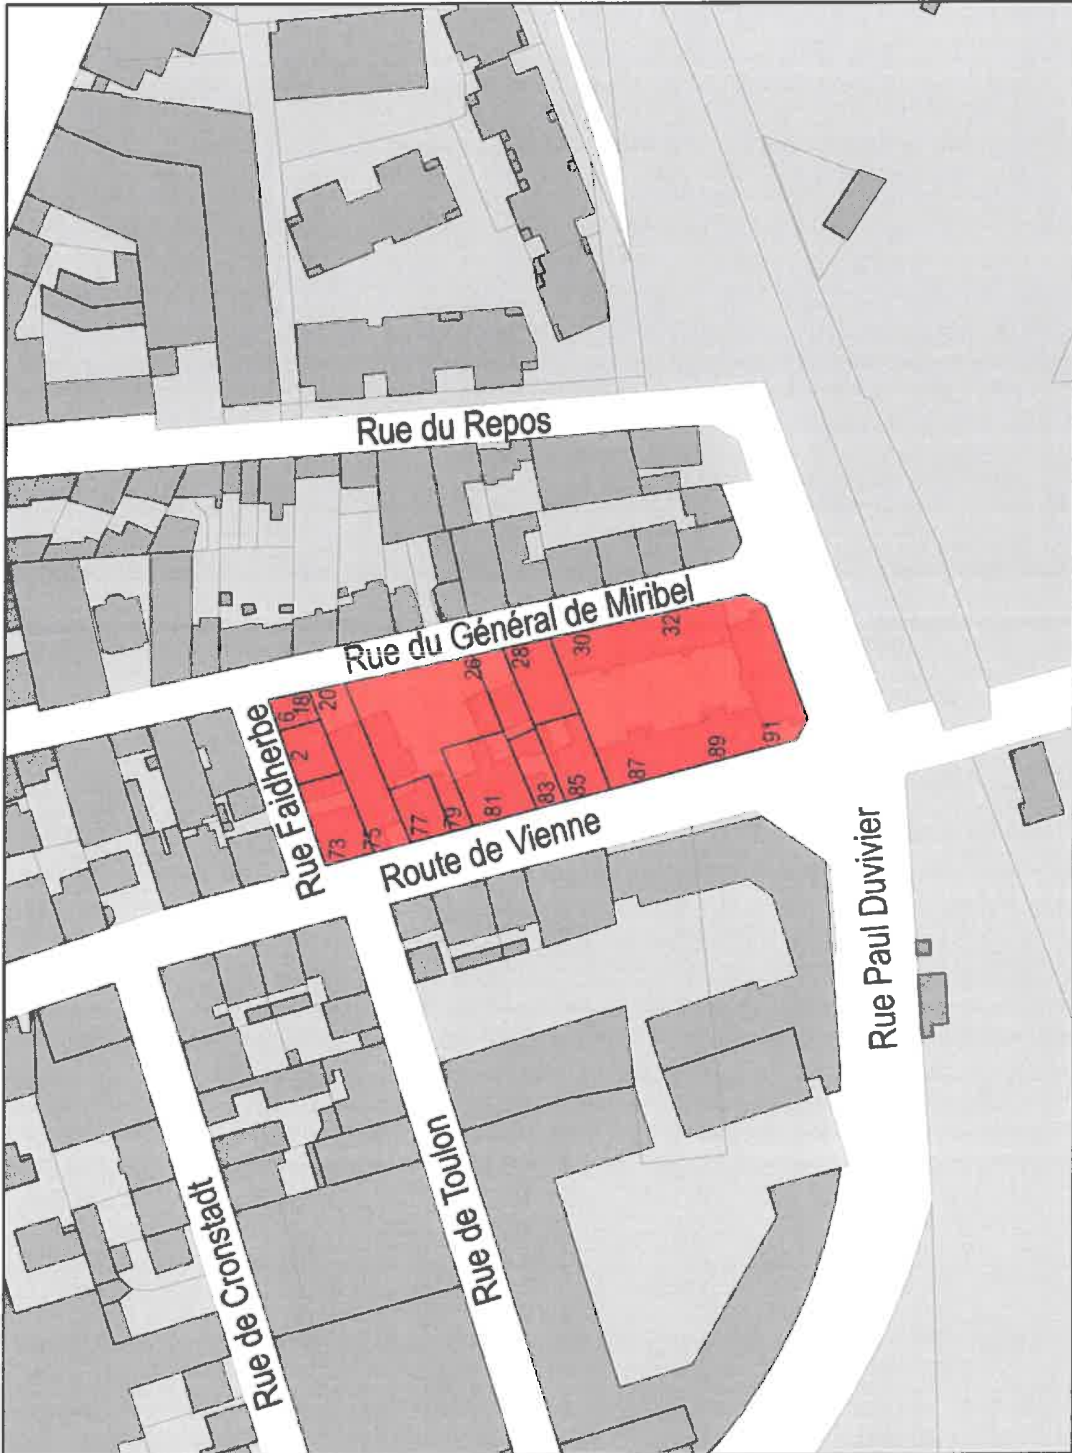 Rue du Repos
Rue du Général de Miribel
Rue Faidherbe
6
18
20
2
26
28
30
32
73
75
77
79
81
83
85
87
89
91
Route de Vienne
Rue Paul Duvivier
Rue de Toulon
Rue de Cronstadt